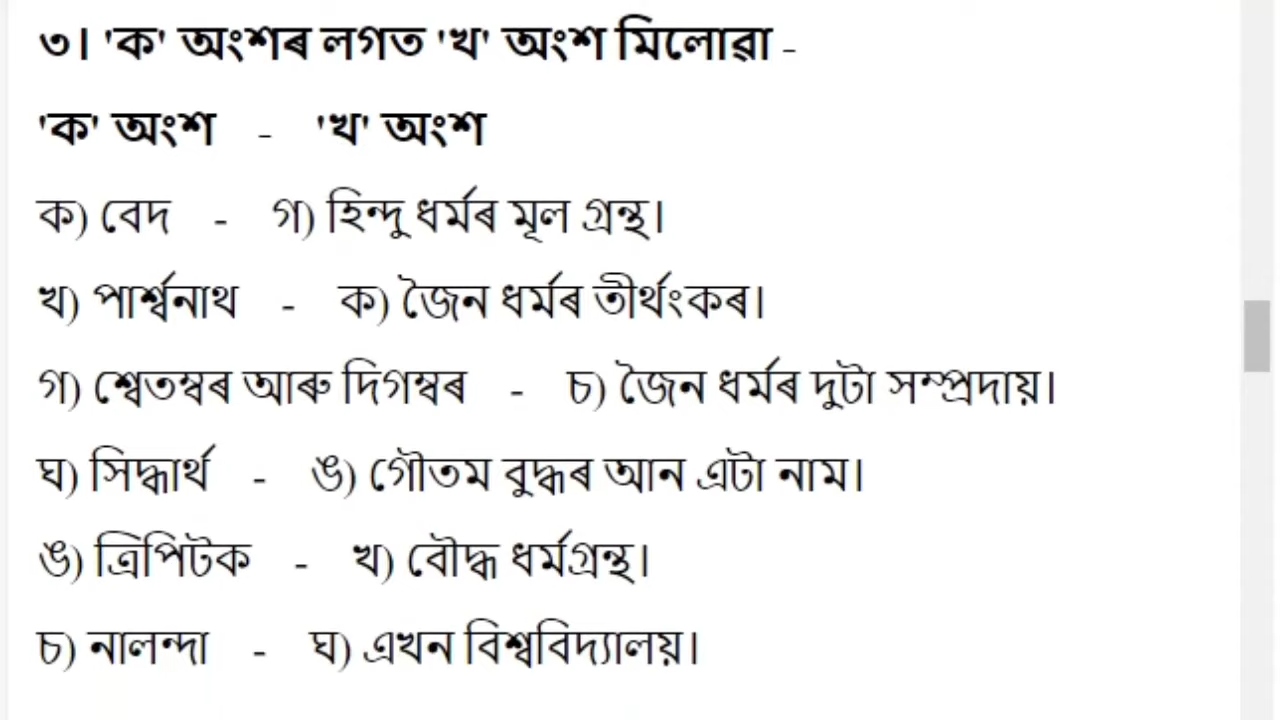 ৩। 'ক' অংশৰ লগত 'খ' অংশ মিলোৱা -
'ক' অংশ - 'খ' অংশ
ক) বেদ - গ) হিন্দু ধৰ্মৰ মূল গ্ৰন্থ।
খ) পাৰ্শ্বনাথ - ক) জৈন ধৰ্মৰ তীৰ্থংকৰ।
গ) শ্বেতম্বৰ আৰু দিগম্বৰ - চ) জৈন ধৰ্মৰ দুটা সম্প্ৰদায়।
ঘ) সিদ্ধাৰ্থ - ঙ) গৌতম বুদ্ধৰ আন এটা নাম।
ঙ) ত্ৰিপিটক - খ) বৌদ্ধ ধৰ্মগ্ৰন্থ।
চ) নালন্দা - ঘ) এখন বিশ্ববিদ্যালয়।